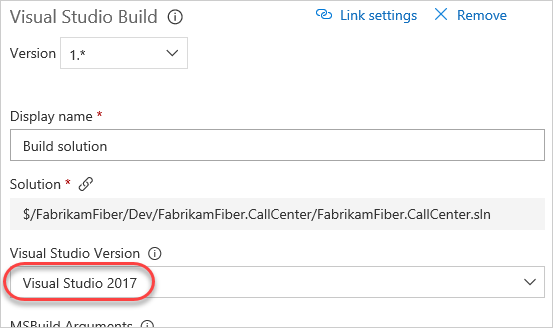 Visual Studio Build Link settings Remove
Version 1.*
Display name *
Build solution
Solution *
$/FabrikamFiber/Dev/FabrikamFiber.CallCenter/FabrikamFiber.CallCenter.sln
Visual Studio Version
Visual Studio 2017
MSBuild Arguments